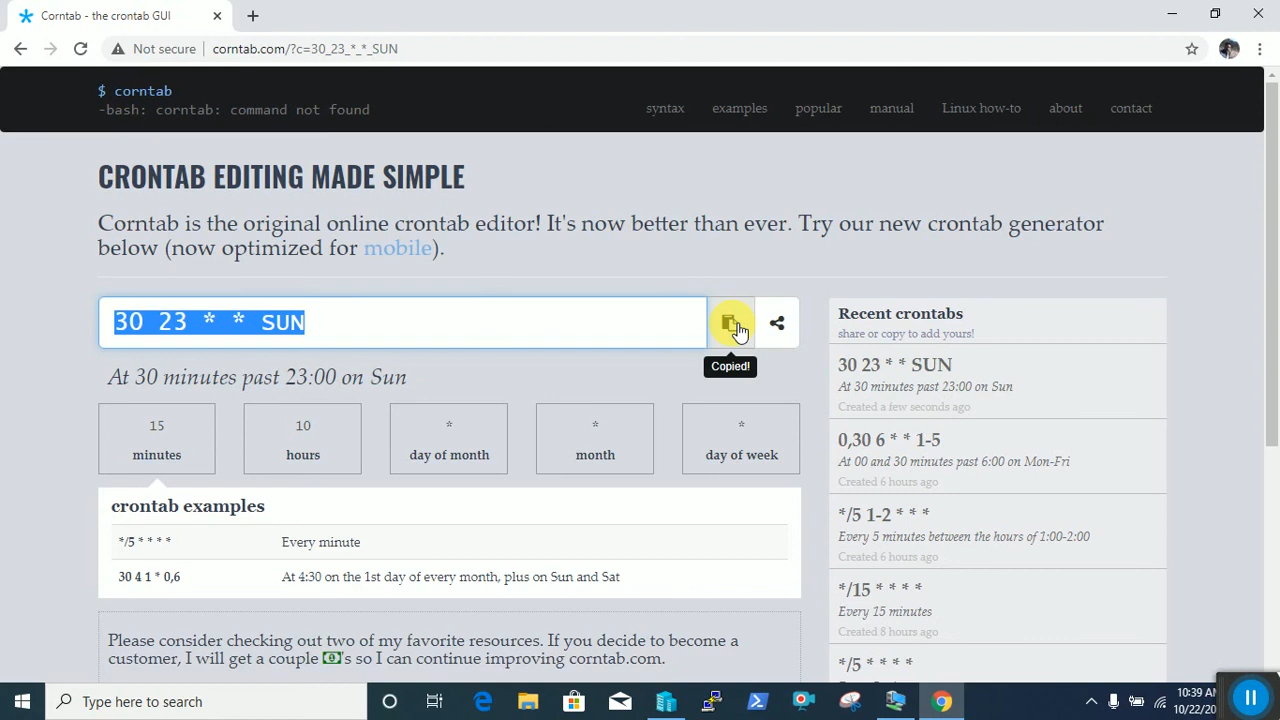 Corntab - the crontab GUI
Not secure
corntab.com/?c=30_23_*_*_SUN
$ corntab
-bash: corntab: command not found
syntax
examples
popular
manual
Linux how-to
about
contact
CRONTAB EDITING MADE SIMPLE
Corntab is the original online crontab editor! It's now better than ever. Try our new crontab generator
below (now optimized for mobile).
30 23 * * SUN
Copied!
At 30 minutes past 23:00 on Sun
15
minutes
10
hours
*
day of month
*
month
*
day of week
crontab examples
*/5 * * * * Every minute
30 4 1 * 0,6 At 4:30 on the 1st day of every month, plus on Sun and Sat
Please consider checking out two of my favorite resources. If you decide to become a
customer, I will get a couple 's so I can continue improving corntab.com.
Recent crontabs
share or copy to add yours!
30 23 * * SUN
At 30 minutes past 23:00 on Sun
Created a few seconds ago
0,30 6 * * 1-5
At 00 and 30 minutes past 6:00 on Mon-Fri
Created 6 hours ago
*/5 1-2 * * *
Every 5 minutes between the hours of 1:00-2:00
Created 6 hours ago
*/15 * * * *
Every 15 minutes
Created 8 hours ago
*/5 * * * *
Type here to search
10:39
10/22/20